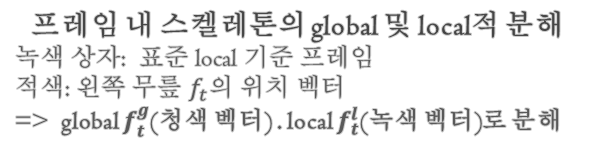 프레임 내 스켈레톤의 global 및 local적 분해
녹색 상자: 표준 local 기준 프레임
적색: 왼쪽 무릎 f_t의 위치 벡터
=> global f_t^g(청색 벡터). local f_t^l(녹색 벡터)로 분해